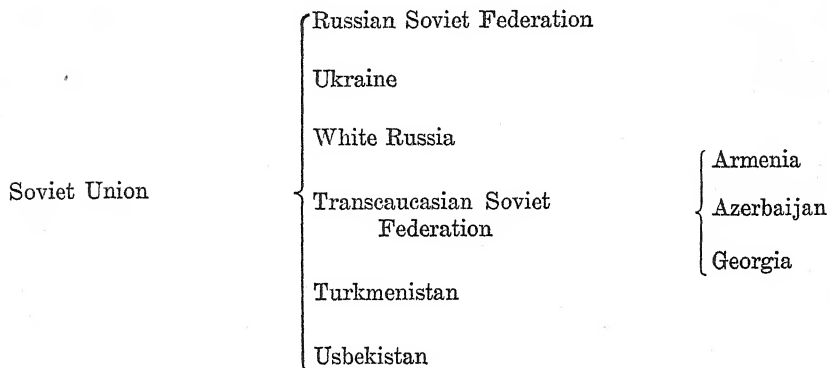 Russian Soviet Federation
Ukraine
White Russia
Soviet Union
Transcaucasian Soviet
Federation
Armenia
Azerbaijan
Georgia
Turkmenistan
Usbekistan